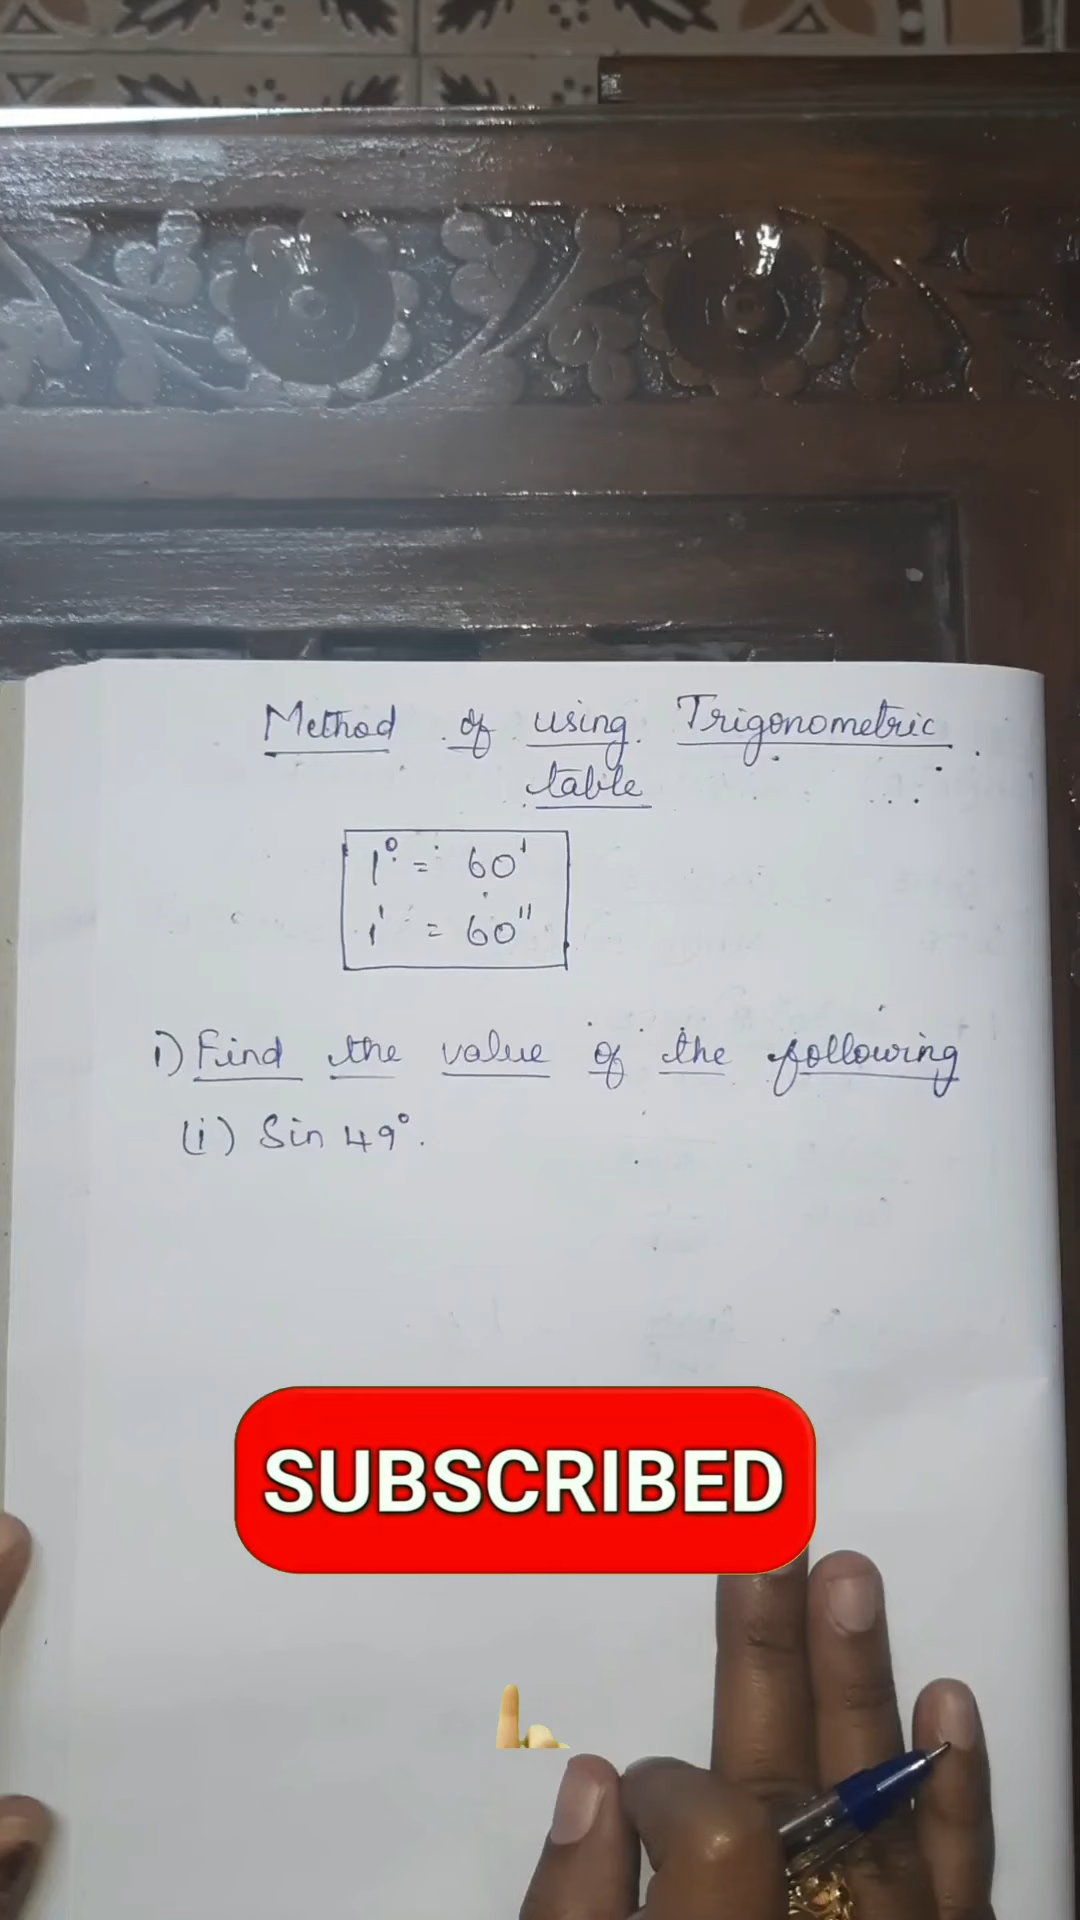 Method of using Trigonometric
table
1° = 60'
1' = 60"
1) Find the value of the following
(i) Sin 49°.
SUBSCRIBED